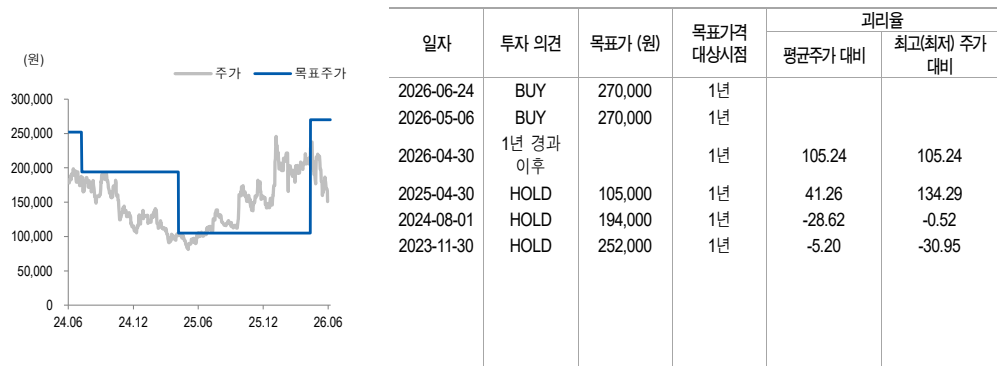 (원)
주가
목표주가
300,000
250,000
200,000
150,000
100,000
50,000
0
24.06
24.12
25.06
25.12
26.06
일자
투자 의견
목표가 (원)
목표가격
대상시점
괴리율
평균주가 대비
최고(최저) 주가
대비
2026-06-24 BUY 270,000 1년
2026-05-06 BUY 270,000 1년
2026-04-30 1년 경과 1년 105.24 105.24
이후
2025-04-30 HOLD 105,000 1년 41.26 134.29
2024-08-01 HOLD 194,000 1년 -28.62 -0.52
2023-11-30 HOLD 252,000 1년 -5.20 -30.95